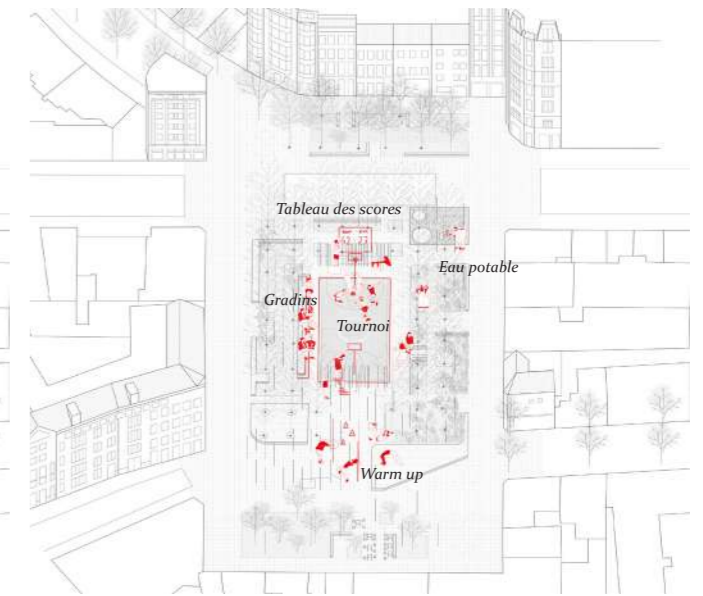 Tableau des scores
Eau potable
Gradins
Tournoi
Warm up